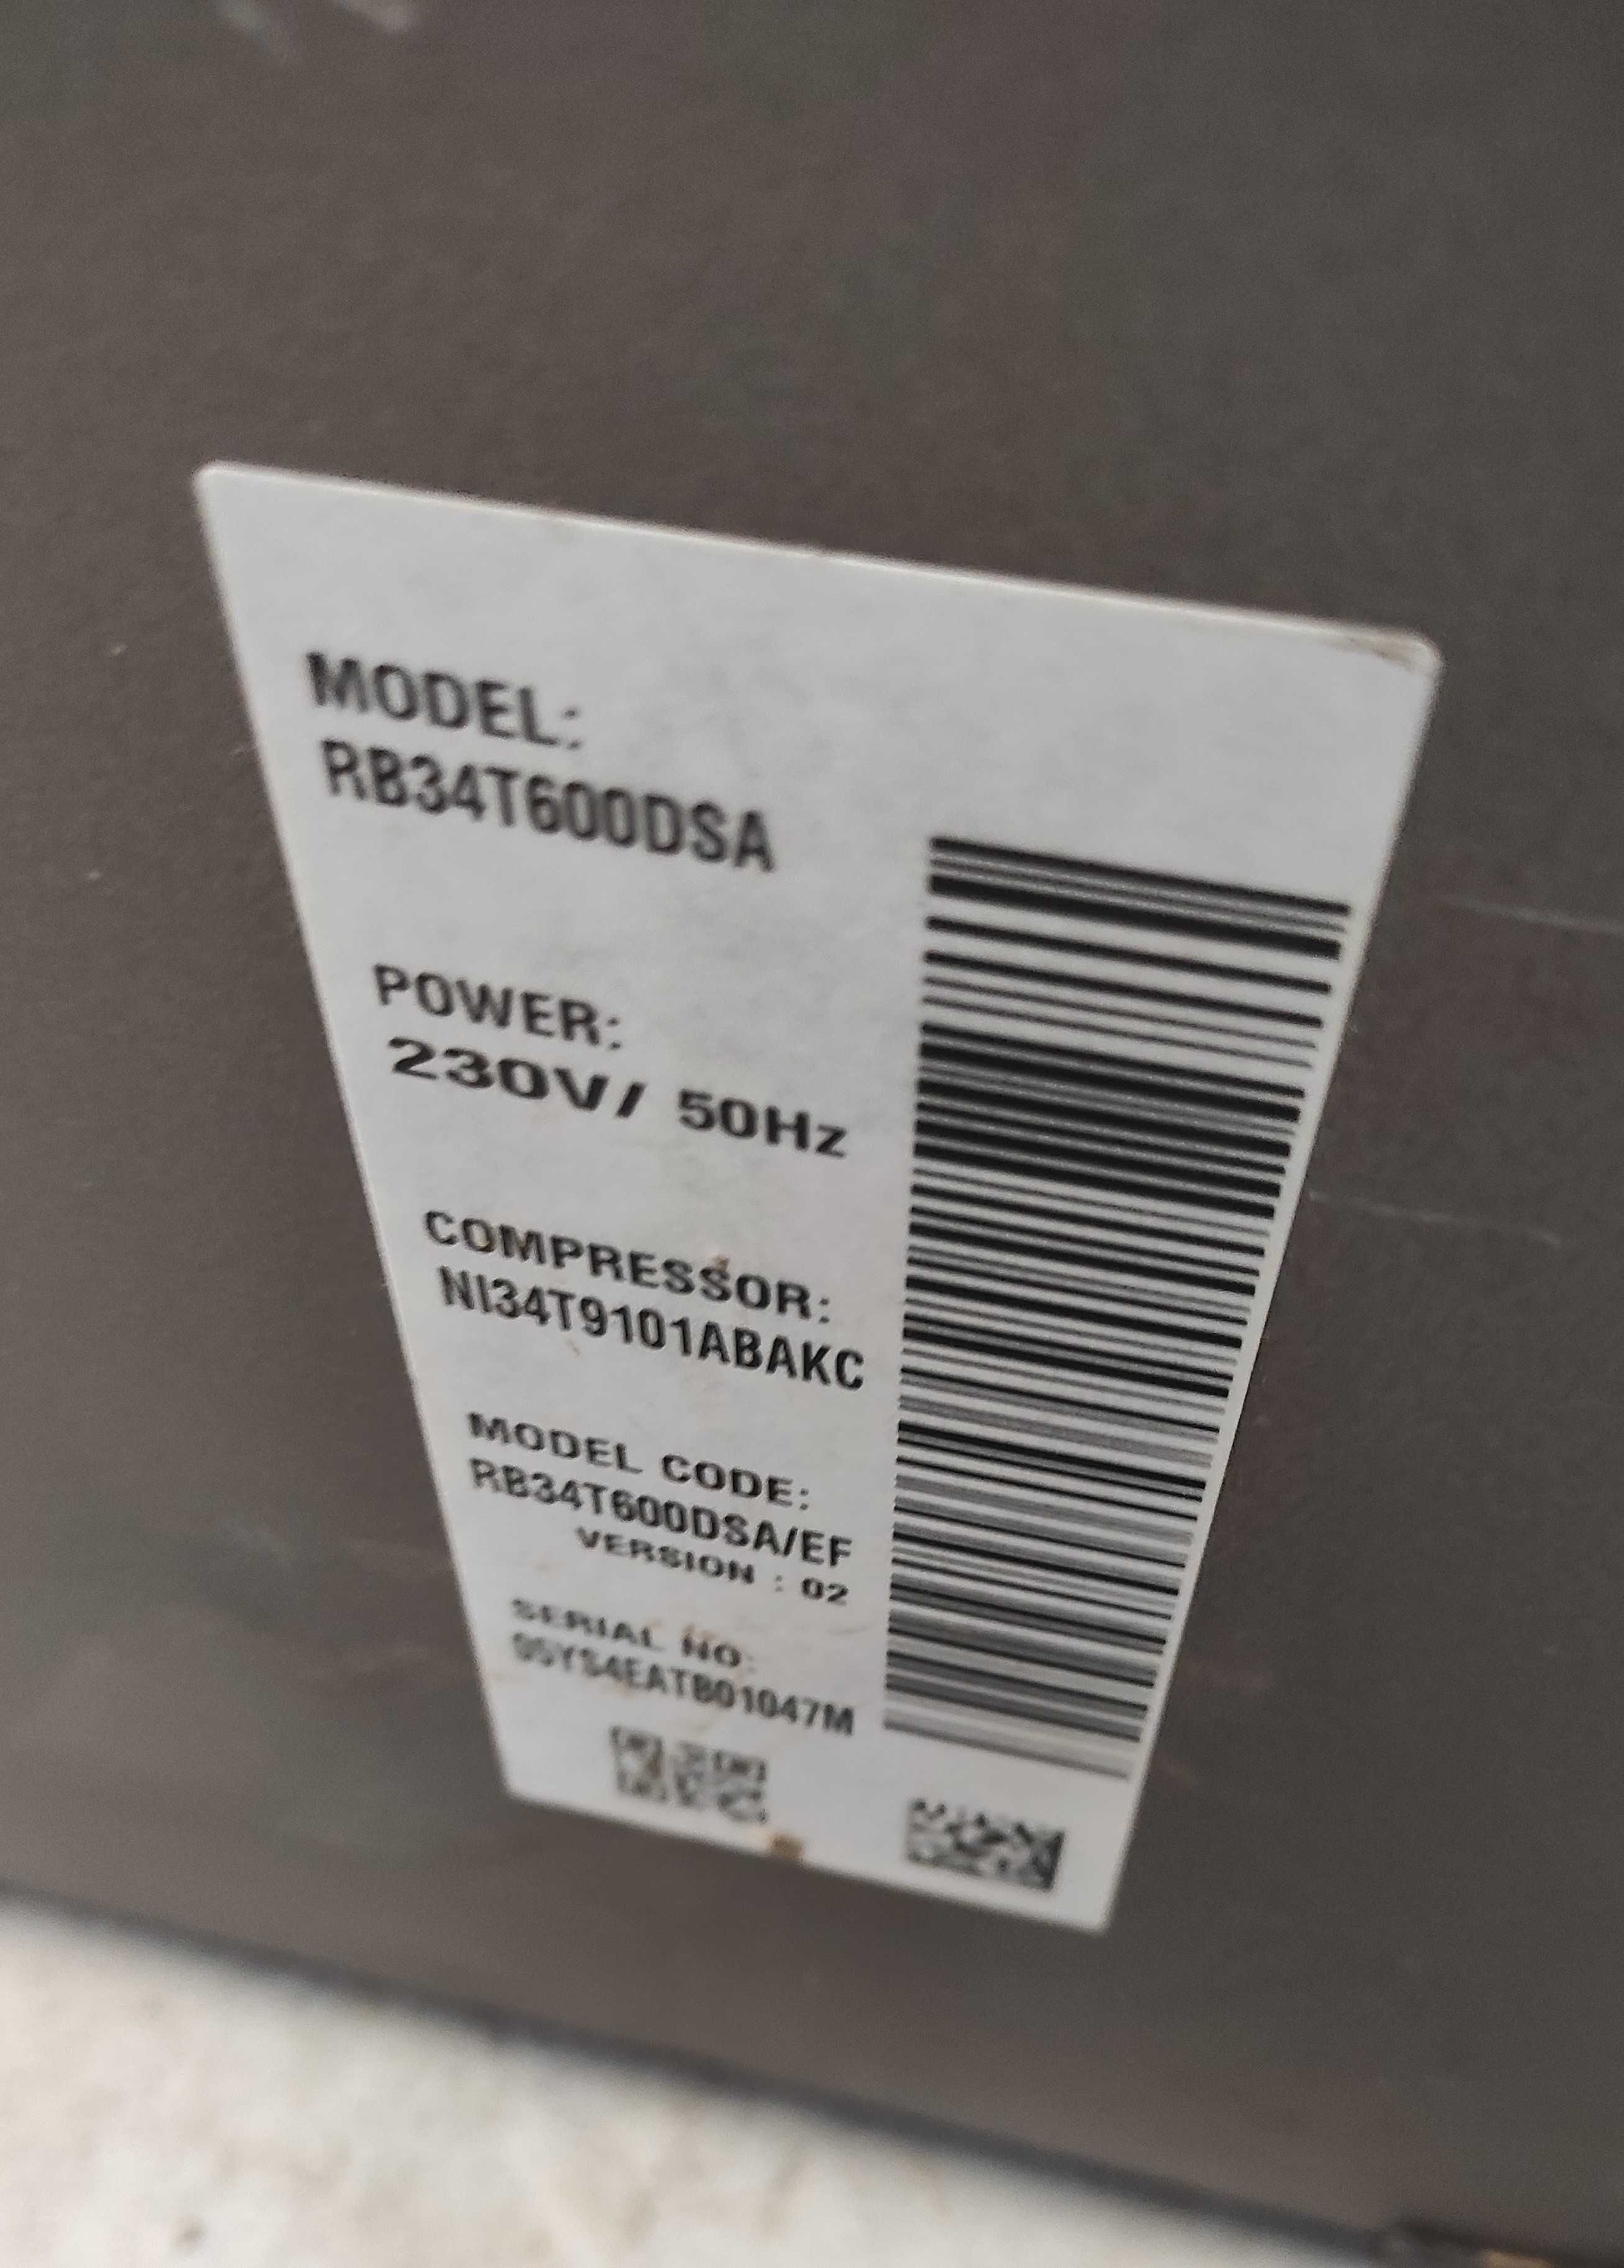 MODEL:
RB34T600DSA
POWER:
230V/ 50Hz
COMPRESSOR:
NI34T9101ABAKC
MODEL CODE:
RB34T600DSA/EF
VERSION : 02
SERIAL NO: